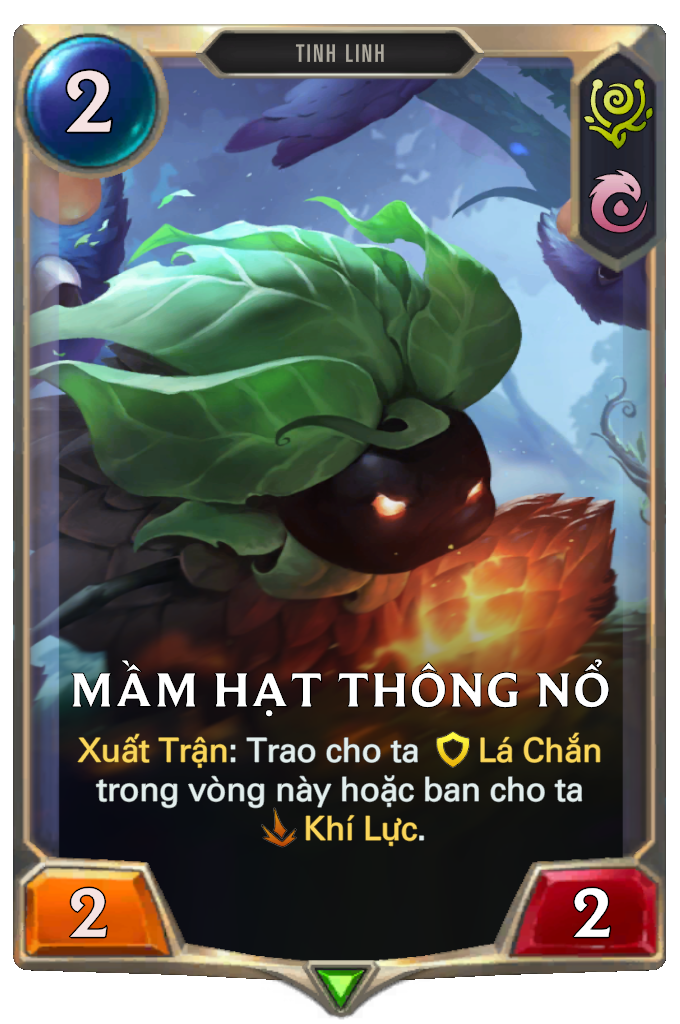 2
TINH LINH
MẦM HẠT THÔNG NỔ
Xuất Trận: Trao cho ta Lá Chắn
trong vòng này hoặc ban cho ta
Khí Lực.
2
2